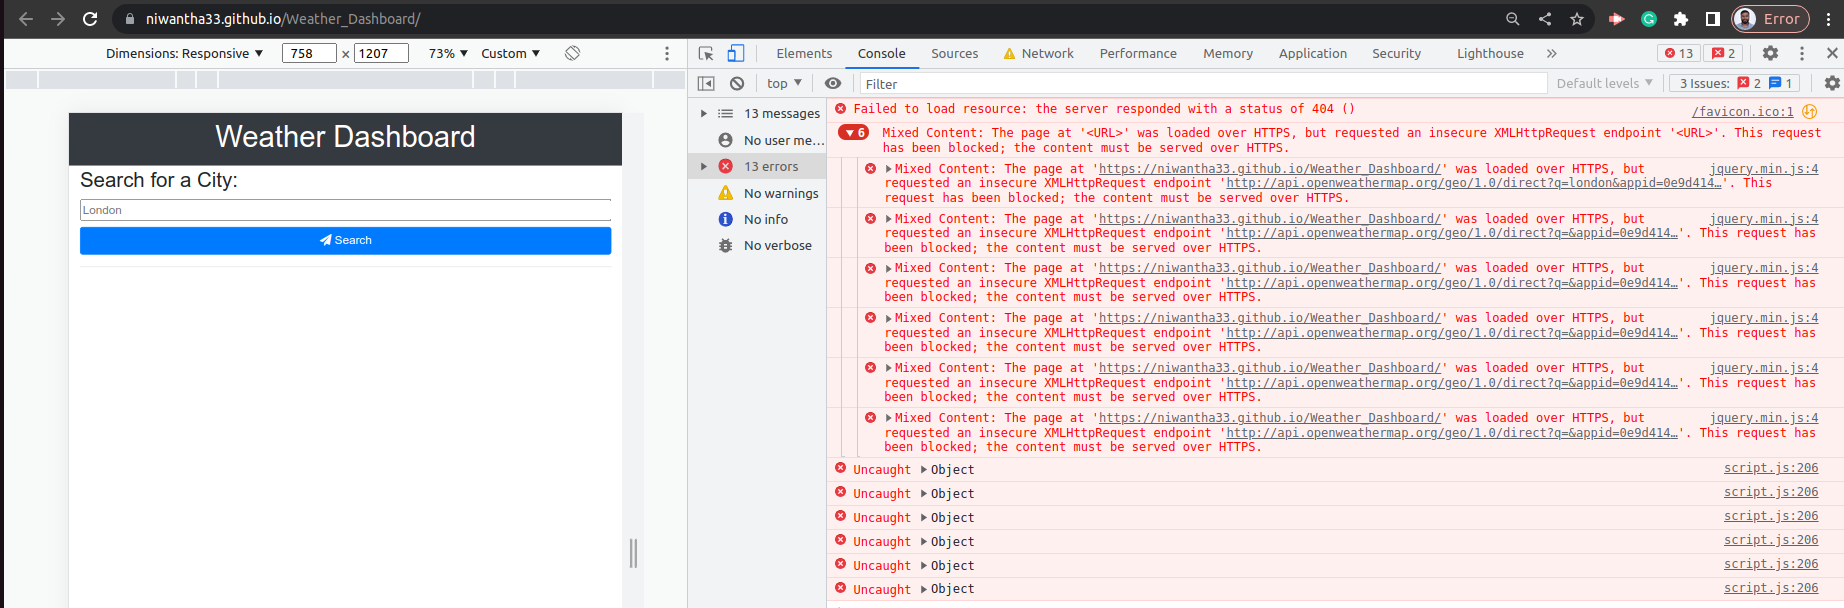 niwantha33.github.io/Weather_Dashboard/
Error
Dimensions: Responsive ▼ 758 × 1207 73% ▼ Custom ▼
Elements Console Sources Network Performance Memory Application Security Lighthouse » 13 2
top ▼ Filter Default levels ▼ 3 Issues: 2 1
Weather Dashboard
Search for a City:
London
Search
13 messages
No user me...
13 errors
No warnings
No info
No verbose
Failed to load resource: the server responded with a status of 404 () /favicon.ico:1
6 Mixed Content: The page at '<URL>' was loaded over HTTPS, but requested an insecure XMLHttpRequest endpoint '<URL>'. This request
has been blocked; the content must be served over HTTPS.
Mixed Content: The page at 'https://niwantha33.github.io/Weather_Dashboard/' was loaded over HTTPS, but jquery.min.js:4
requested an insecure XMLHttpRequest endpoint 'http://api.openweathermap.org/geo/1.0/direct?q=london&appid=0e9d414…'. This
request has been blocked; the content must be served over HTTPS.
Mixed Content: The page at 'https://niwantha33.github.io/Weather_Dashboard/' was loaded over HTTPS, but jquery.min.js:4
requested an insecure XMLHttpRequest endpoint 'http://api.openweathermap.org/geo/1.0/direct?q=&appid=0e9d414…'. This request has
been blocked; the content must be served over HTTPS.
Mixed Content: The page at 'https://niwantha33.github.io/Weather_Dashboard/' was loaded over HTTPS, but jquery.min.js:4
requested an insecure XMLHttpRequest endpoint 'http://api.openweathermap.org/geo/1.0/direct?q=&appid=0e9d414…'. This request has
been blocked; the content must be served over HTTPS.
Mixed Content: The page at 'https://niwantha33.github.io/Weather_Dashboard/' was loaded over HTTPS, but jquery.min.js:4
requested an insecure XMLHttpRequest endpoint 'http://api.openweathermap.org/geo/1.0/direct?q=&appid=0e9d414…'. This request has
been blocked; the content must be served over HTTPS.
Mixed Content: The page at 'https://niwantha33.github.io/Weather_Dashboard/' was loaded over HTTPS, but jquery.min.js:4
requested an insecure XMLHttpRequest endpoint 'http://api.openweathermap.org/geo/1.0/direct?q=&appid=0e9d414…'. This request has
been blocked; the content must be served over HTTPS.
Mixed Content: The page at 'https://niwantha33.github.io/Weather_Dashboard/' was loaded over HTTPS, but jquery.min.js:4
requested an insecure XMLHttpRequest endpoint 'http://api.openweathermap.org/geo/1.0/direct?q=&appid=0e9d414…'. This request has
been blocked; the content must be served over HTTPS.
Uncaught ▶Object script.js:206
Uncaught ▶Object script.js:206
Uncaught ▶Object script.js:206
Uncaught ▶Object script.js:206
Uncaught ▶Object script.js:206
Uncaught ▶Object script.js:206